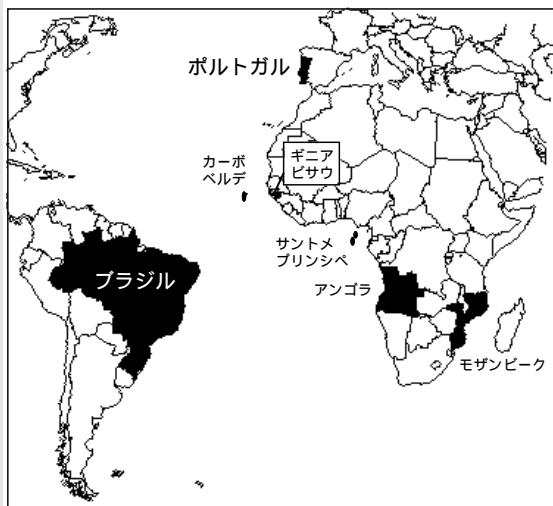 ポルトガル
カーボ
ベルデ
ギニア
ビサウ
サントメ
プリンシペ
ブラジル
アンゴラ
モザンビーク